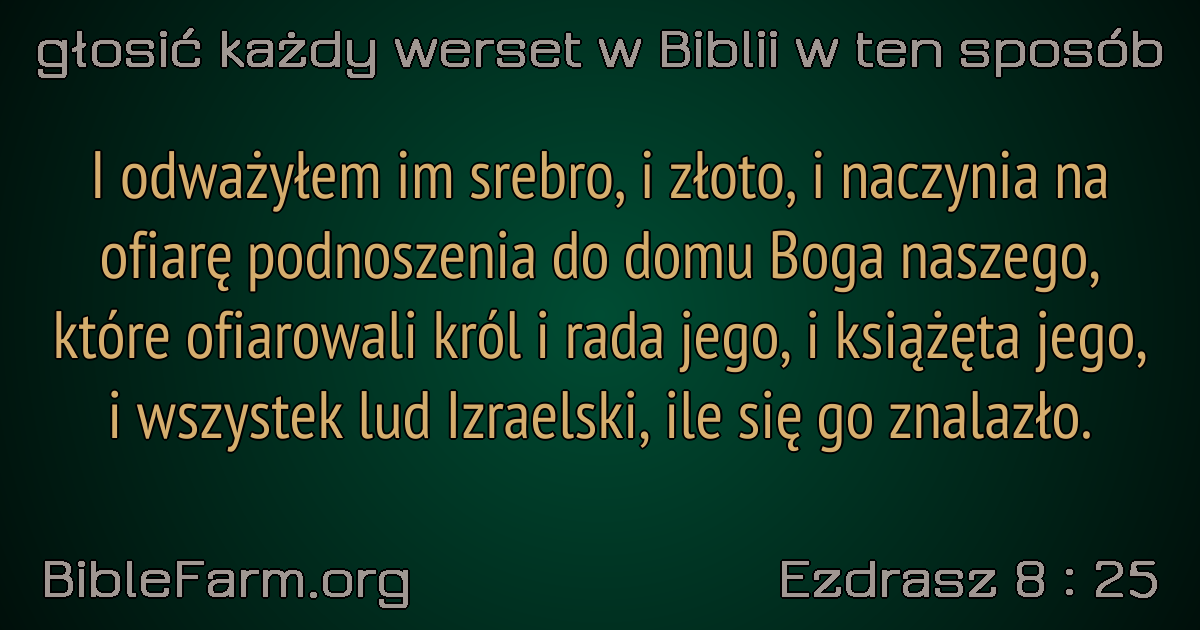 głosić każdy werset w Biblii w ten sposób
I odważyłem im srebro, i złoto, i naczynia na
ofiarę podnoszenia do domu Boga naszego,
które ofiarowali król i rada jego, i książęta jego,
i wszystek lud Izraelski, ile się go znalazło.
BibleFarm.org
Ezdrasz 8 : 25